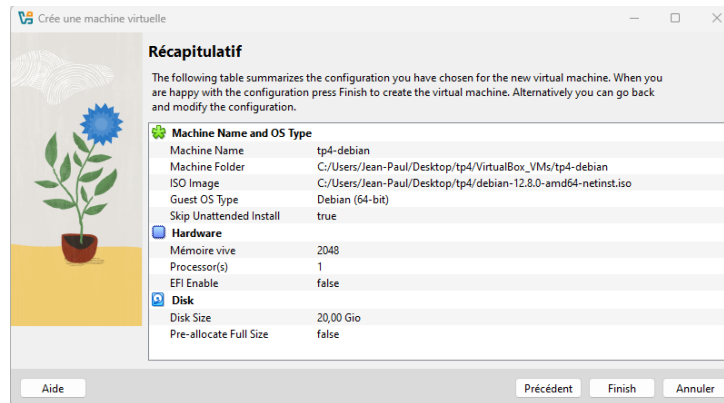 Crée une machine virtuelle
Récapitulatif
The following table summarizes the configuration you have chosen for the new virtual machine. When you
are happy with the configuration press Finish to create the virtual machine. Alternatively you can go back
and modify the configuration.
Machine Name and OS Type
Machine Name tp4-debian
Machine Folder C:/Users/Jean-Paul/Desktop/tp4/VirtualBox_VMs/tp4-debian
ISO Image C:/Users/Jean-Paul/Desktop/tp4/debian-12.8.0-amd64-netinst.iso
Guest OS Type Debian (64-bit)
Skip Unattended Install true
Hardware
Mémoire vive 2048
Processor(s) 1
EFI Enable false
Disk
Disk Size 20,00 Gio
Pre-allocate Full Size false
Aide Précédent Finish Annuler